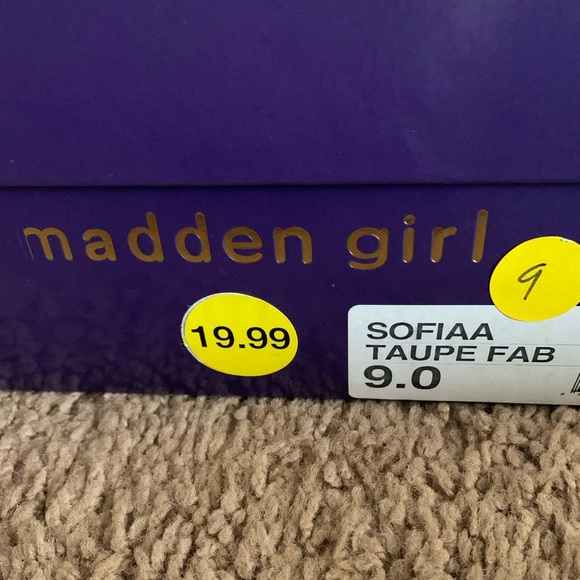 madden girl
9
19.99
SOFIAA
TAUPE FAB
9.0